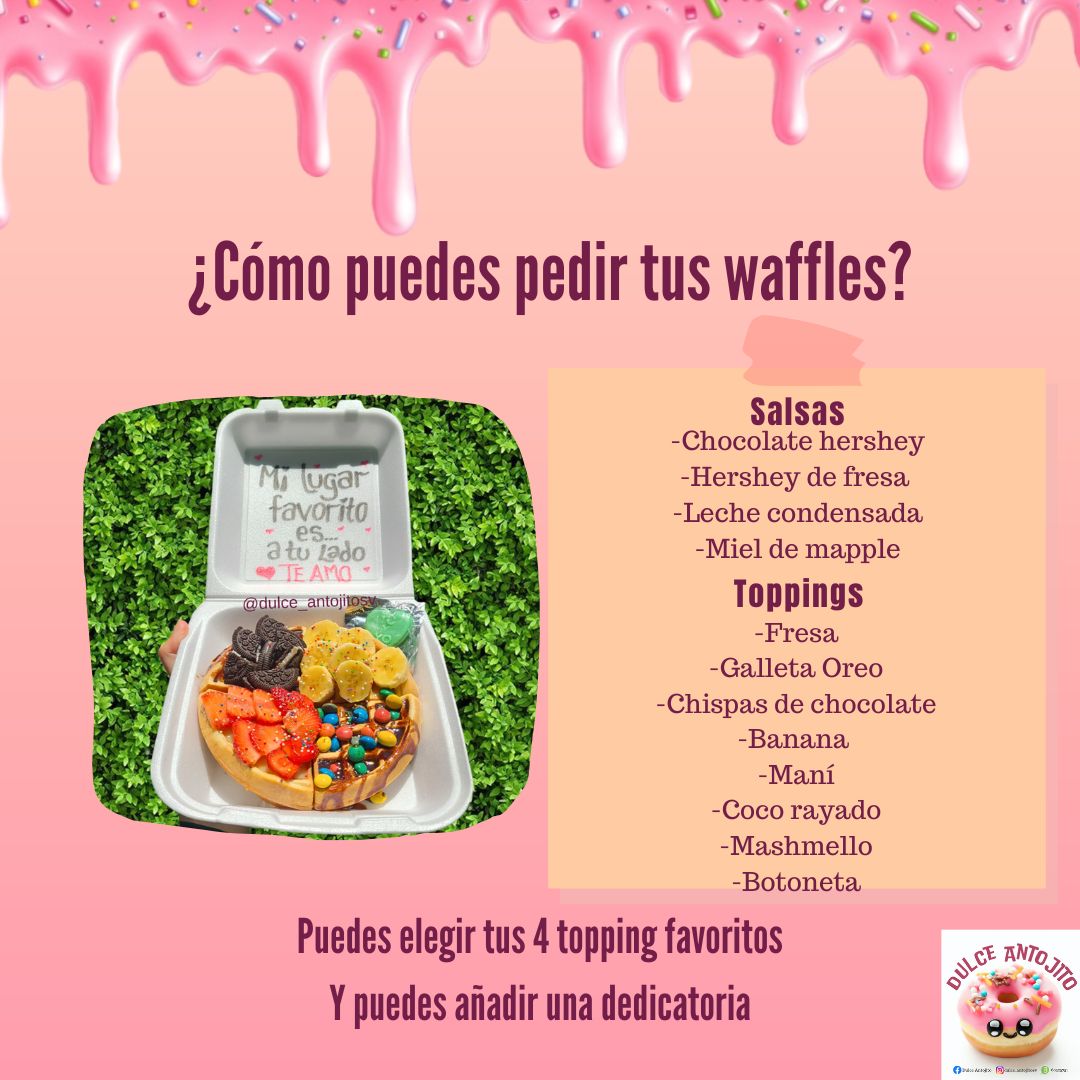 ¿Cómo puedes pedir tus waffles?
Mi lugar
favorito
es...
a tu lado
TE AMO
@dulce_antojitosv
Salsas
-Chocolate hershey
-Hershey de fresa
-Leche condensada
-Miel de mapple
Toppings
-Fresa
-Galleta Oreo
-Chispas de chocolate
-Banana
-Maní
-Coco rayado
-Mashmello
-Botoneta
Puedes elegir tus 4 topping favoritos
Y puedes añadir una dedicatoria
DULCE ANTOJITO
Dulce Antojito